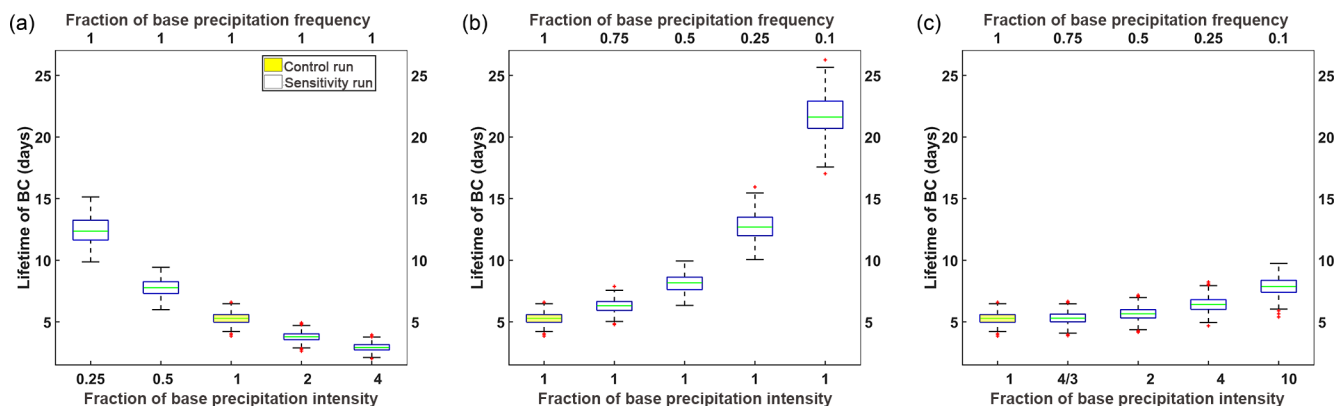 (a)
Fraction of base precipitation frequency
1 1 1 1 1
Control run
Sensitivity run
Lifetime of BC (days)
25 25
20 20
15 15
10 10
5 5
0.25 0.5 1 2 4
Fraction of base precipitation intensity
(b)
Fraction of base precipitation frequency
1 0.75 0.5 0.25 0.1
Lifetime of BC (days)
25 25
20 20
15 15
10 10
5 5
1 1 1 1 1
Fraction of base precipitation intensity
(c)
Fraction of base precipitation frequency
1 0.75 0.5 0.25 0.1
Lifetime of BC (days)
25 25
20 20
15 15
10 10
5 5
1 4/3 2 4 10
Fraction of base precipitation intensity